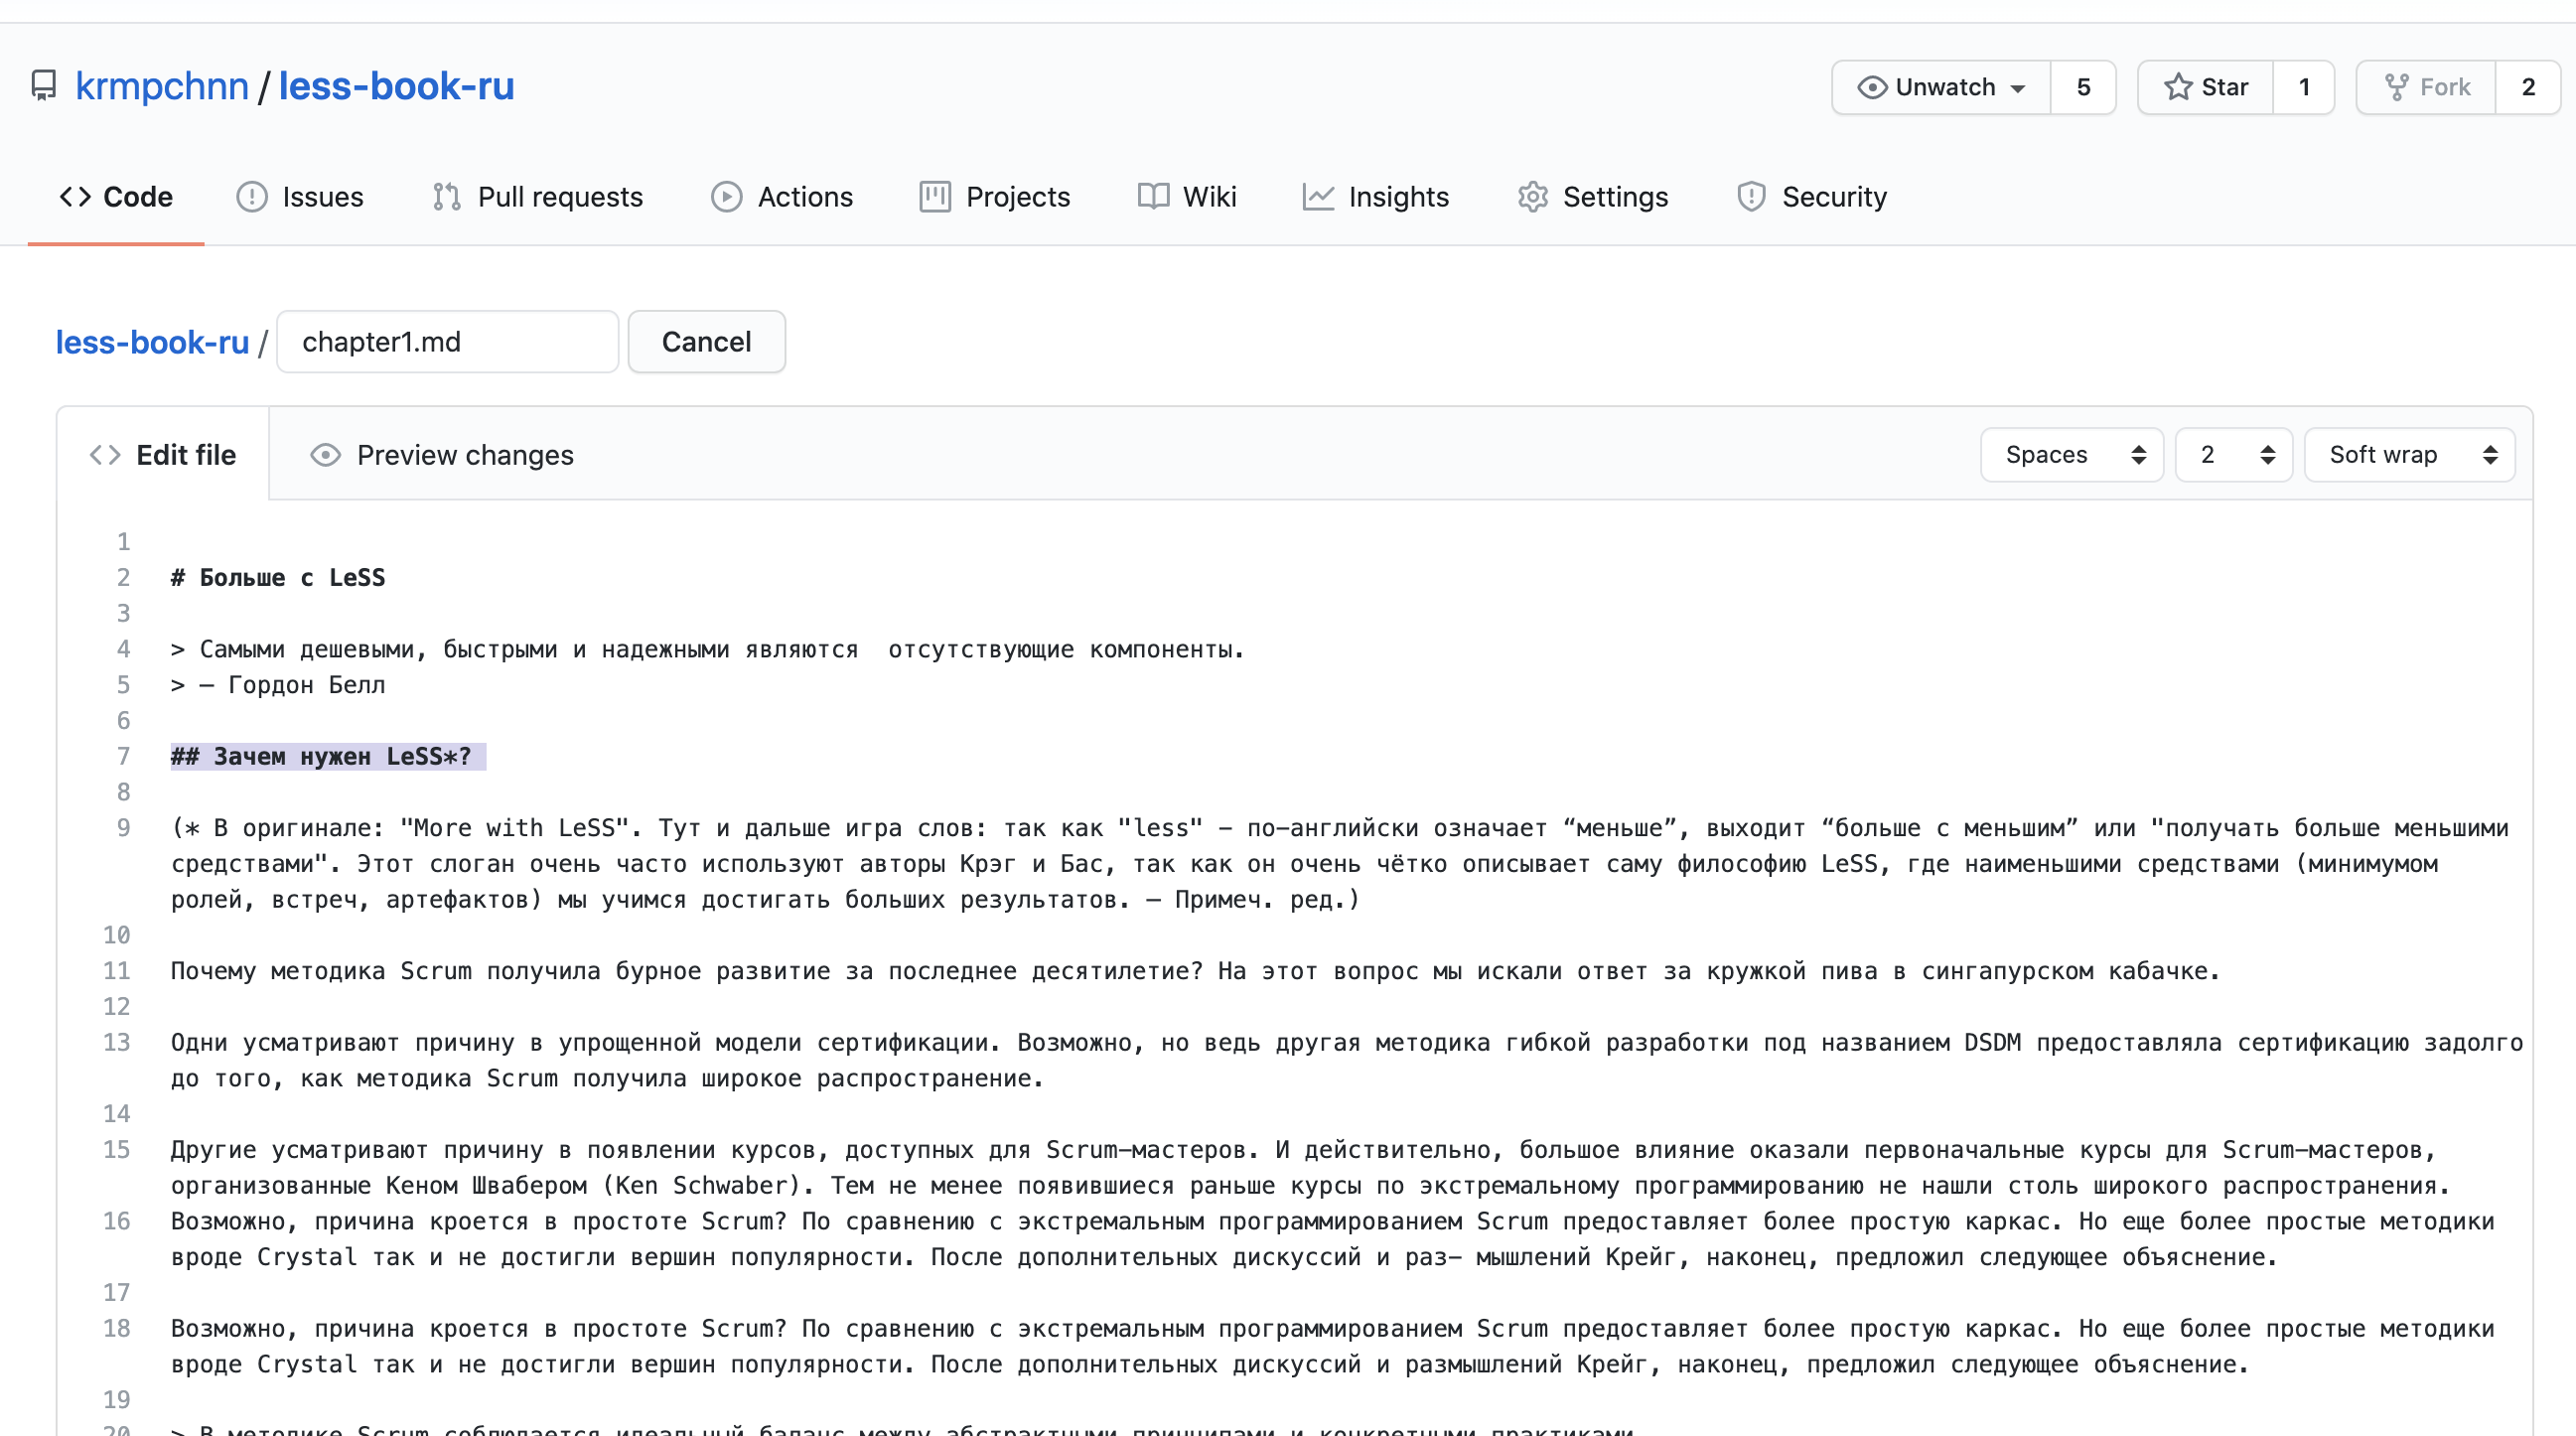 krmpchnn / less-book-ru
Unwatch 5 Star 1 Fork 2
Code Issues Pull requests Actions Projects Wiki Insights Settings Security
less-book-ru / chapter1.md Cancel
Edit file Preview changes Spaces 2 Soft wrap
1
2 # Больше с LeSS
3
4 > Самыми дешевыми, быстрыми и надежными являются  отсутствующие компоненты.
5 > — Гордон Белл
6
7 ## Зачем нужен LeSS*?
8
9 (* В оригинале: "More with LeSS". Тут и дальше игра слов: так как "less" - по-английски означает “меньше”, выходит “больше с меньшим” или "получать больше меньшими
средствами". Этот слоган очень часто используют авторы Крэг и Бас, так как он очень чётко описывает саму философию LeSS, где наименьшими средствами (минимумом
ролей, встреч, артефактов) мы учимся достигать больших результатов. — Примеч. ред.)
10
11 Почему методика Scrum получила бурное развитие за последнее десятилетие? На этот вопрос мы искали ответ за кружкой пива в сингапурском кабачке.
12
13 Одни усматривают причину в упрощенной модели сертификации. Возможно, но ведь другая методика гибкой разработки под названием DSDM предоставляла сертификацию задолго
до того, как методика Scrum получила широкое распространение.
14
15 Другие усматривают причину в появлении курсов, доступных для Scrum-мастеров. И действительно, большое влияние оказали первоначальные курсы для Scrum-мастеров,
организованные Кеном Швабером (Ken Schwaber). Тем не менее появившиеся раньше курсы по экстремальному программированию не нашли столь широкого распространения.
16 Возможно, причина кроется в простоте Scrum? По сравнению с экстремальным программированием Scrum предоставляет более простую каркас. Но еще более простые методики
вроде Crystal так и не достигли вершин популярности. После дополнительных дискуссий и раз- мышлений Крейг, наконец, предложил следующее объяснение.
17
18 Возможно, причина кроется в простоте Scrum? По сравнению с экстремальным программированием Scrum предоставляет более простую каркас. Но еще более простые методики
вроде Crystal так и не достигли вершин популярности. После дополнительных дискуссий и размышлений Крейг, наконец, предложил следующее объяснение.
19
20 > В методике Scrum соблюдается идеальный баланс между абстрактными принципами и конкретными практиками